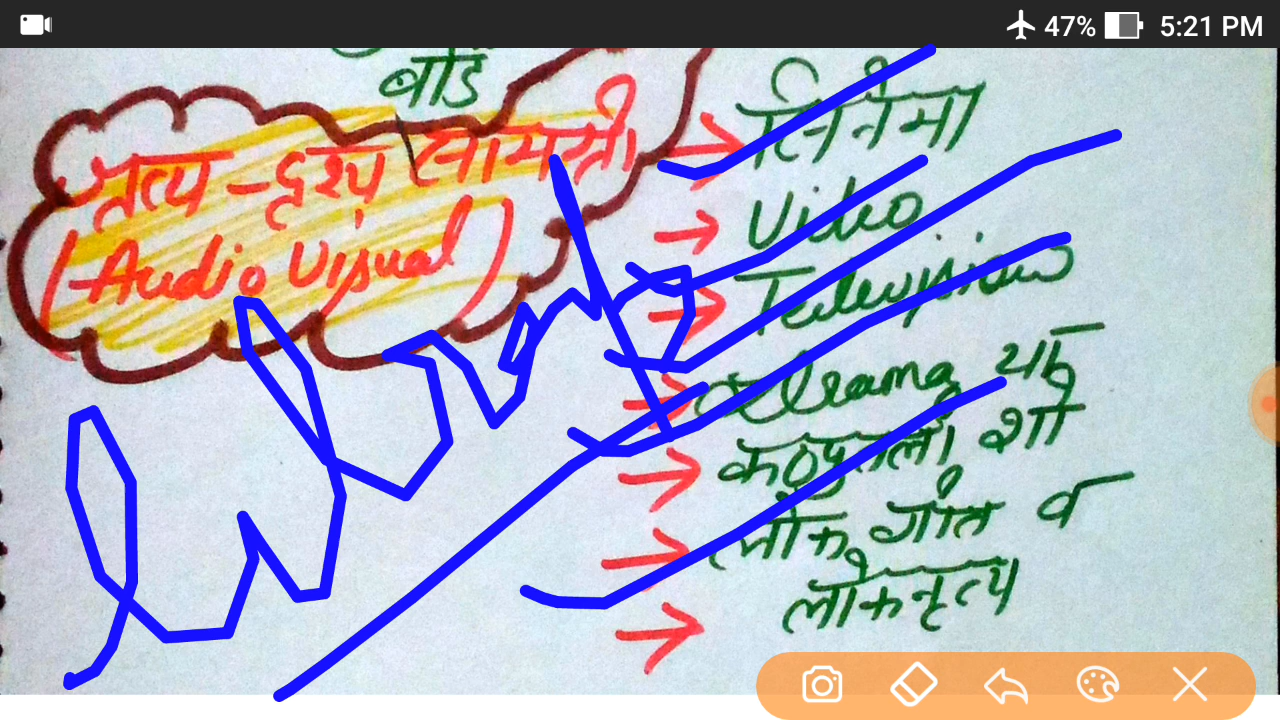 47% 5:21 PM
बोर्ड
श्रव्य-दृश्य सामग्री
(Audio Visual)
→ सिनेमा
→ Video
→ Television
→ Drama
→ कठपुतली शो
→ लोक गीत व
→ लोकनृत्य